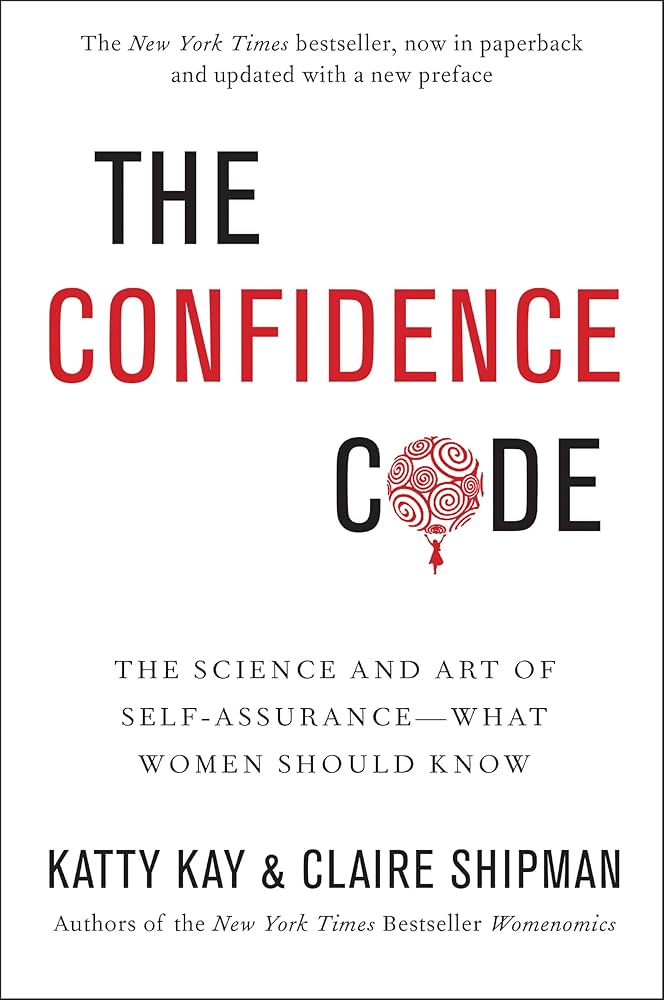 The New York Times bestseller, now in paperback
and updated with a new preface
THE
CONFIDENCE
CODE
THE SCIENCE AND ART OF
SELF-ASSURANCE—WHAT
WOMEN SHOULD KNOW
KATTY KAY & CLAIRE SHIPMAN
Authors of the New York Times Bestseller Womenomics